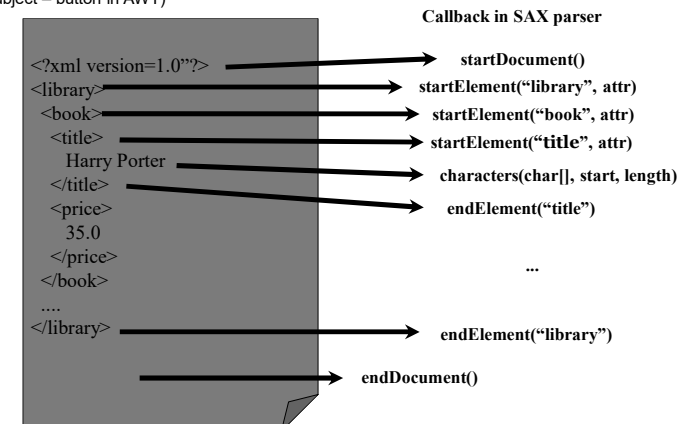 bject = button in AWT)
Callback in SAX parser
<?xml version=1.0”?>
startDocument()
<library>
startElement(“library”, attr)
<book>
startElement(“book”, attr)
<title>
startElement(“title”, attr)
Harry Porter
characters(char[], start, length)
</title>
endElement(“title”)
<price>
35.0
</price>
...
</book>
....
</library>
endElement(“library”)
endDocument()